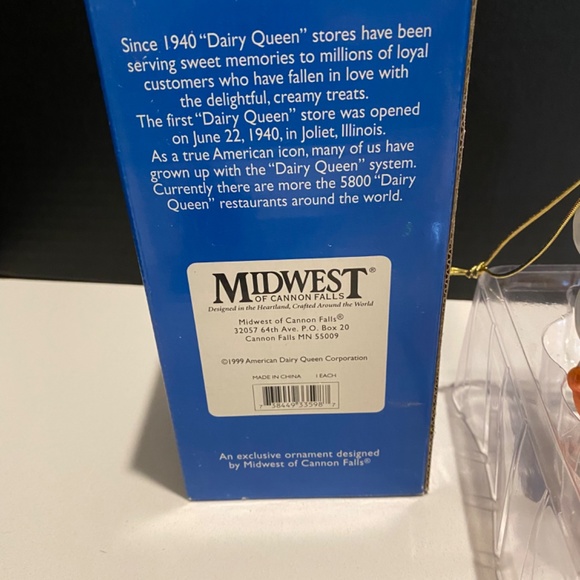 Since 1940 “Dairy Queen” stores have been
serving sweet memories to millions of loyal
customers who have fallen in love with
the delightful, creamy treats.
The first “Dairy Queen” store was opened
on June 22, 1940, in Joliet, Illinois.
As a true American icon, many of us have
grown up with the “Dairy Queen” system.
Currently there are more the 5800 “Dairy
Queen” restaurants around the world.
MIDWEST®
OF CANNON FALLS
Designed in the Heartland, Crafted Around the World
Midwest of Cannon Falls®
32057 64th Ave. P.O. Box 20
Cannon Falls MN 55009
©1999 American Dairy Queen Corporation
MADE IN CHINA 1 EACH
7 38449 33598 7
An exclusive ornament designed
by Midwest of Cannon Falls®